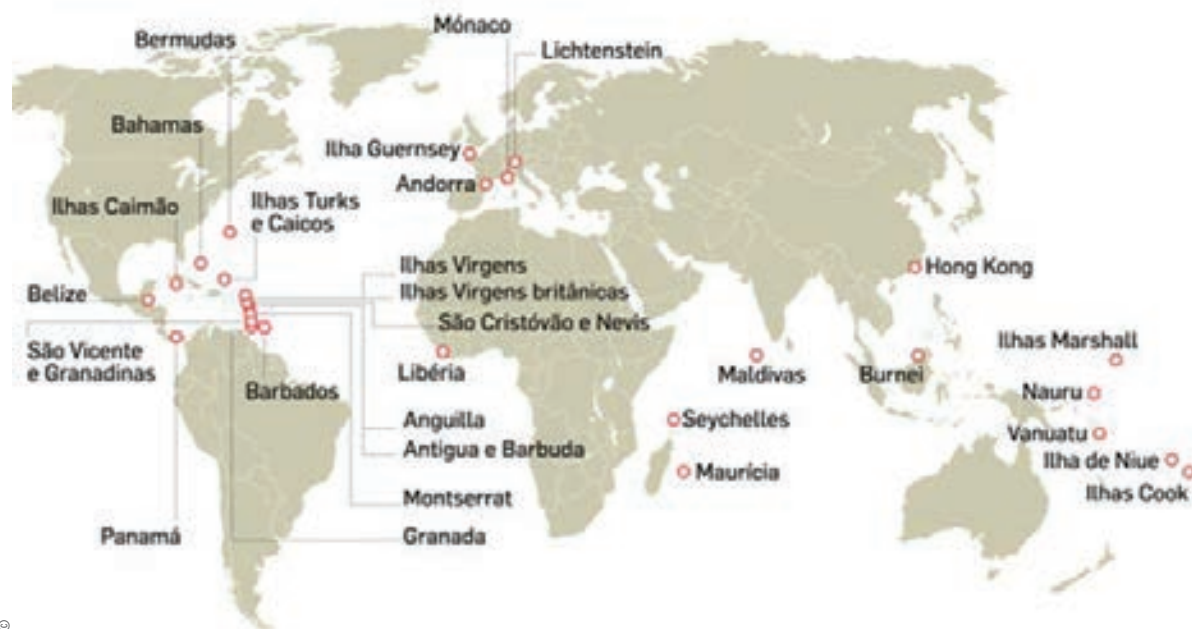 Mónaco
Bermudas
Lichtenstein
Bahamas
Ilha Guernsey
Andorra
Ilhas Caimão
Ilhas Turks
e Caicos
Ilhas Virgens
Hong Kong
Ilhas Virgens britânicas
Belize
São Cristóvão e Nevis
São Vicente
e Granadinas
Ilhas Marshall
Libéria
Maldivas
Burnei
Barbados
Nauru
Anguilla
Seychelles
Vanuatu
Antigua e Barbuda
Ilha de Niue
Maurícia
Ilhas Cook
Montserrat
Panamá
Granada
©